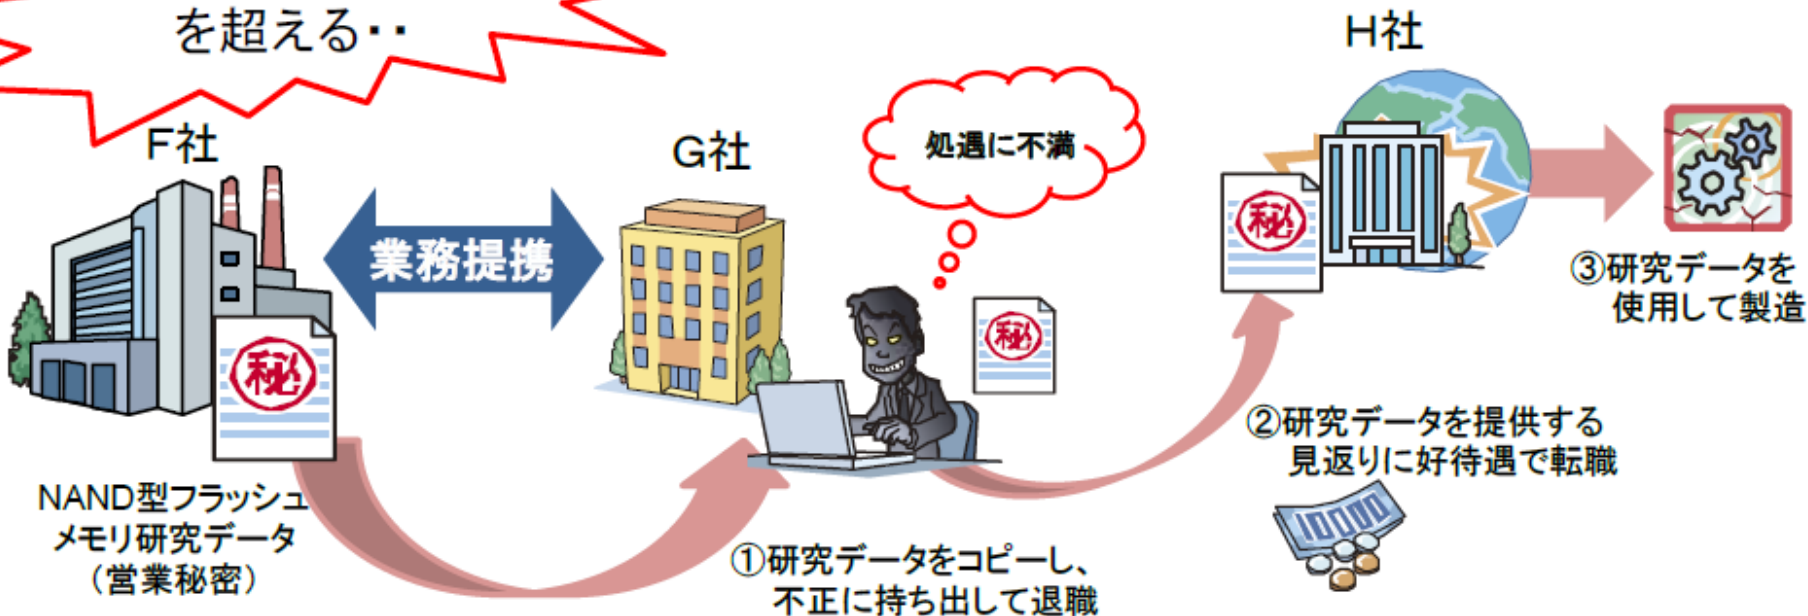 を超える・・
F社
業務提携
G社
処遇に不満
H社
秘
秘
秘
NAND型フラッシュ
メモリ研究データ
（営業秘密）
①研究データをコピーし、
不正に持ち出して退職
②研究データを提供する
見返りに好待遇で転職
10000
③研究データを
使用して製造